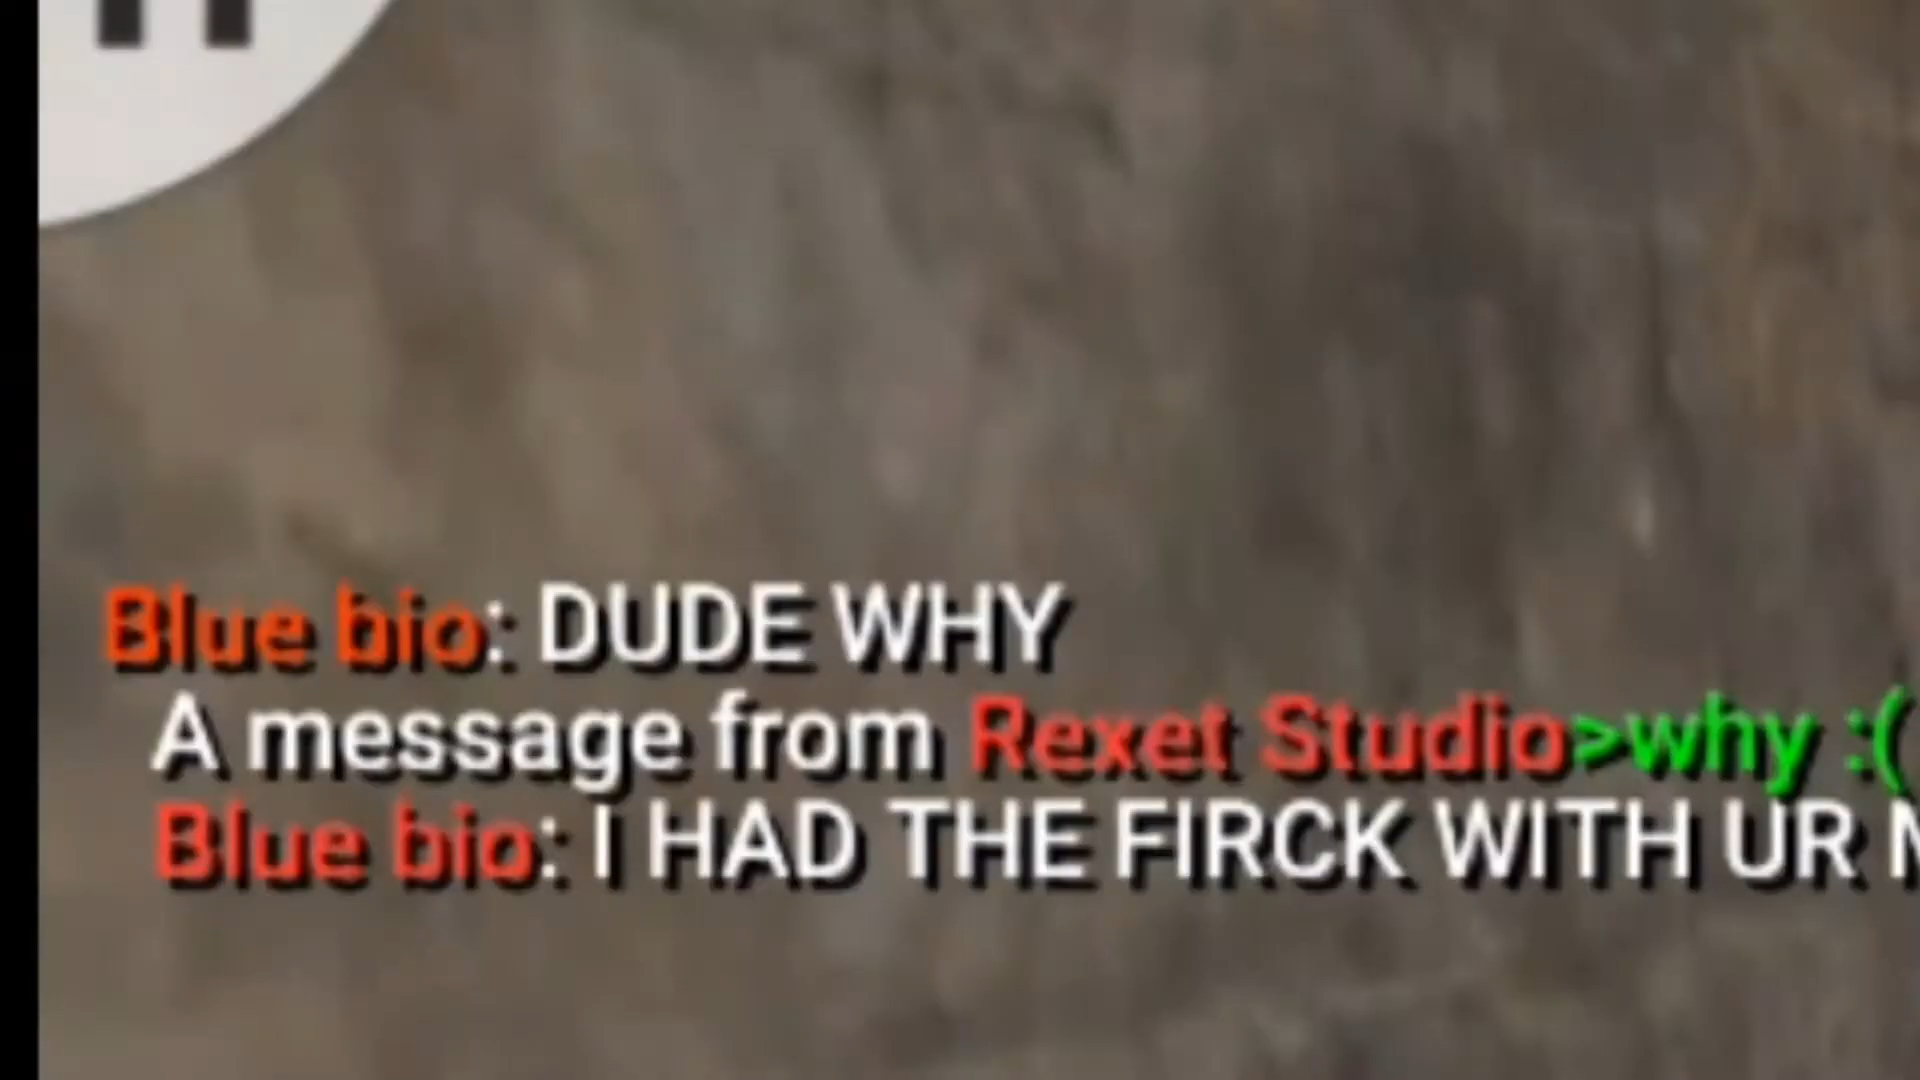 Blue bio: DUDE WHY
A message from Rexet Studio>why :(
Blue bio: I HAD THE FIRCK WITH UR